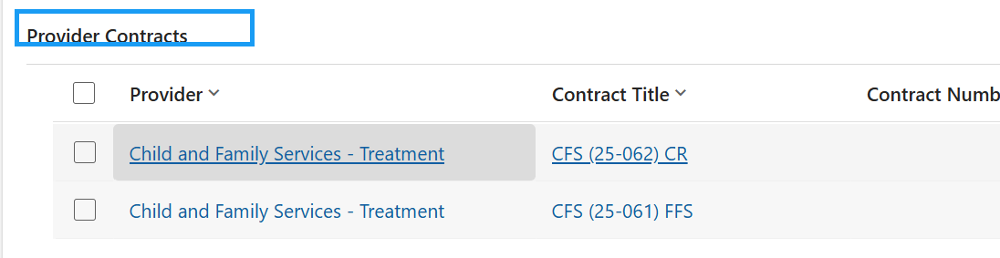 Provider Contracts
Provider Contract Title Contract Numb
Child and Family Services - Treatment CFS (25-062) CR
Child and Family Services - Treatment CFS (25-061) FFS